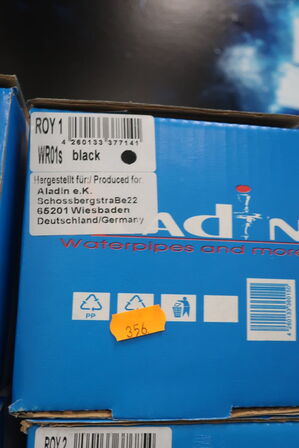 ROY 1
4 260133 377141
WR01s black
Hergestellt für:/ Produced for:
Aladin e.K.
Schossbergstraße22
65201 Wiesbaden
Deutschland/Germany
ADIN
Waterpipes and more
PP
356
ROY 2